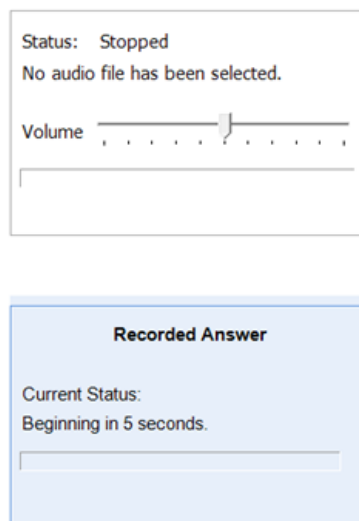 Status: Stopped
No audio file has been selected.
Volume
Recorded Answer
Current Status:
Beginning in 5 seconds.